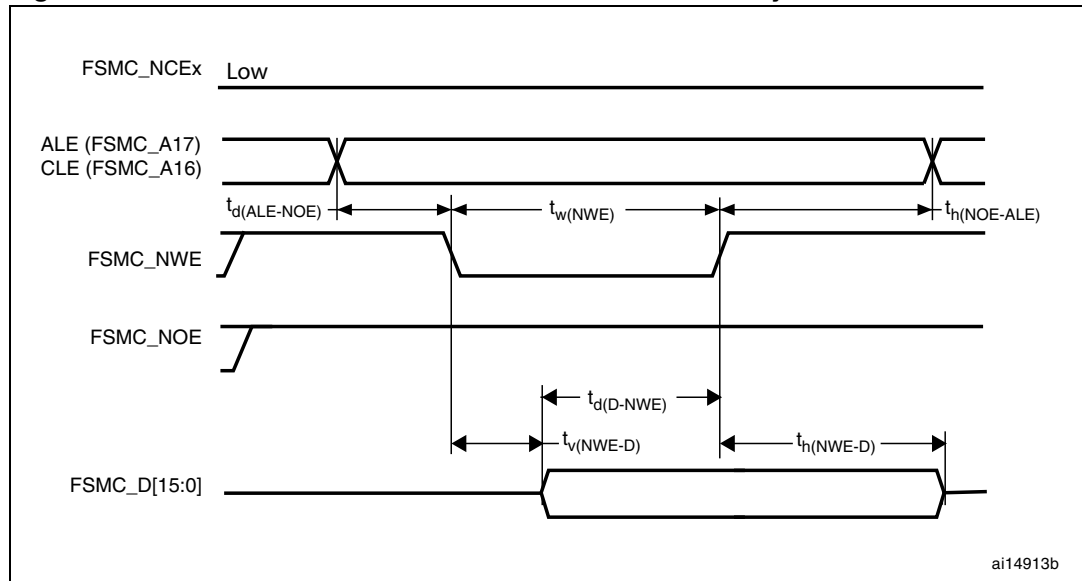 FSMC_NCEx Low
ALE (FSMC_A17)
CLE (FSMC_A16)
td(ALE-NOE) tw(NWE) th(NOE-ALE)
FSMC_NWE
FSMC_NOE
td(D-NWE)
tv(NWE-D) th(NWE-D)
FSMC_D[15:0]
ai14913b